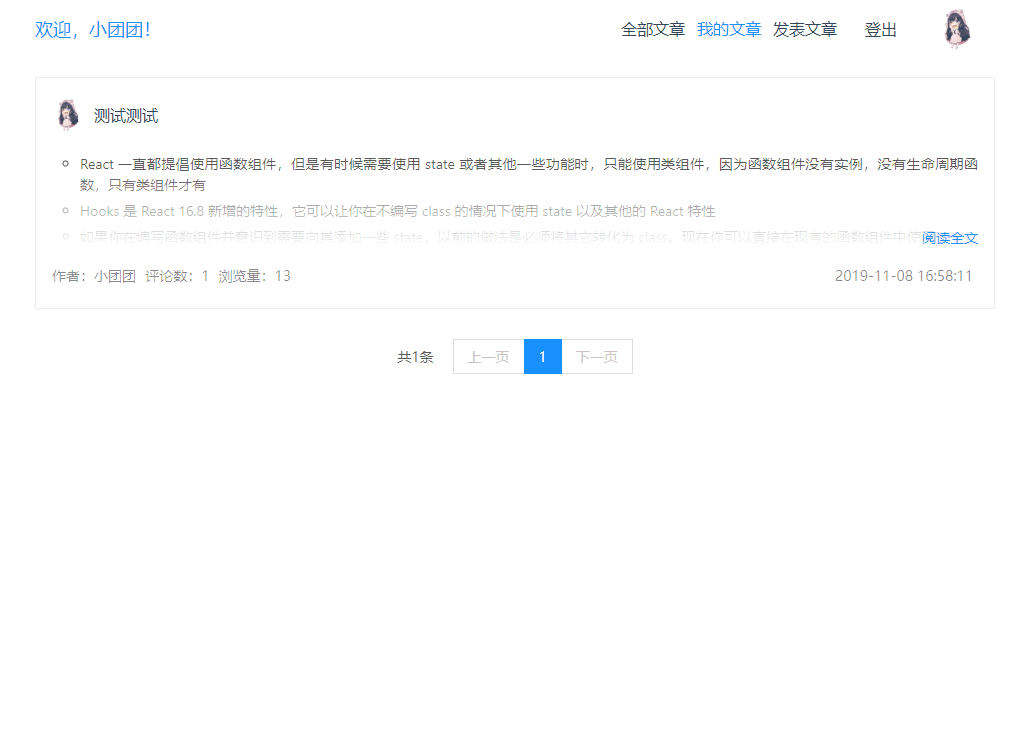 欢迎，小团团！
全部文章 我的文章 发表文章 登出
测试测试
React 一直都提倡使用函数组件，但是有时候需要使用 state 或者其他一些功能时，只能使用类组件，因为函数组件没有实例，没有生命周期函
数，只有类组件才有
Hooks 是 React 16.8 新增的特性，它可以让你在不编写 class 的情况下使用 state 以及其他的 React 特性
如果你在编写函数组件并意识到需要向其添加一些 state，以前的做法是必须将其它转化为 class。现在你可以直接在现有的函数组件中使 阅读全文
作者：小团团 评论数：1 浏览量：13
2019-11-08 16:58:11
共1条 上一页 1 下一页